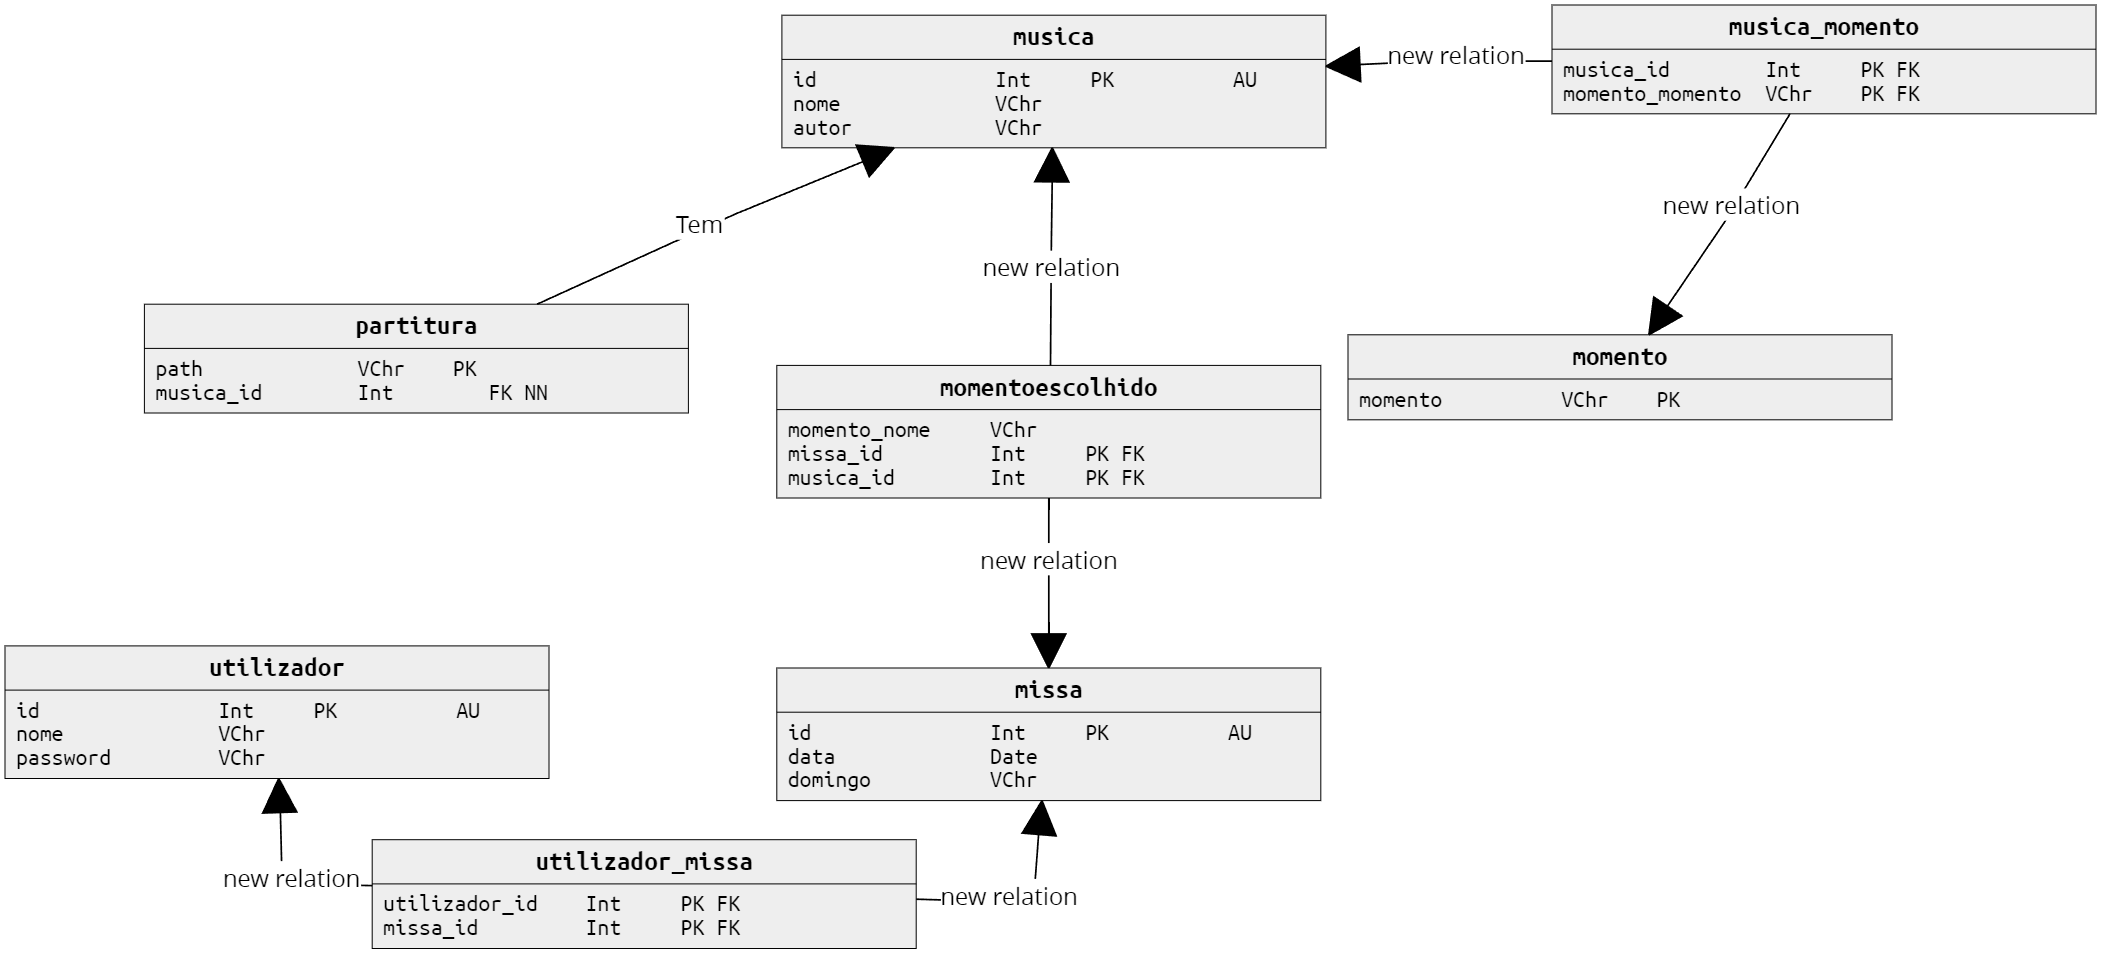 musica
id Int PK AU
nome VChr
autor VChr
new relation
musica_momento
musica_id Int PK FK
momento_momento VChr PK FK
Tem
new relation
new relation
partitura
path VChr PK
musica_id Int FK NN
momentoescolhido
momento_nome VChr
missa_id Int PK FK
musica_id Int PK FK
momento
momento VChr PK
new relation
utilizador
id Int PK AU
nome VChr
password VChr
missa
id Int PK AU
data Date
domingo VChr
new relation
utilizador_missa
utilizador_id Int PK FK
missa_id Int PK FK
new relation